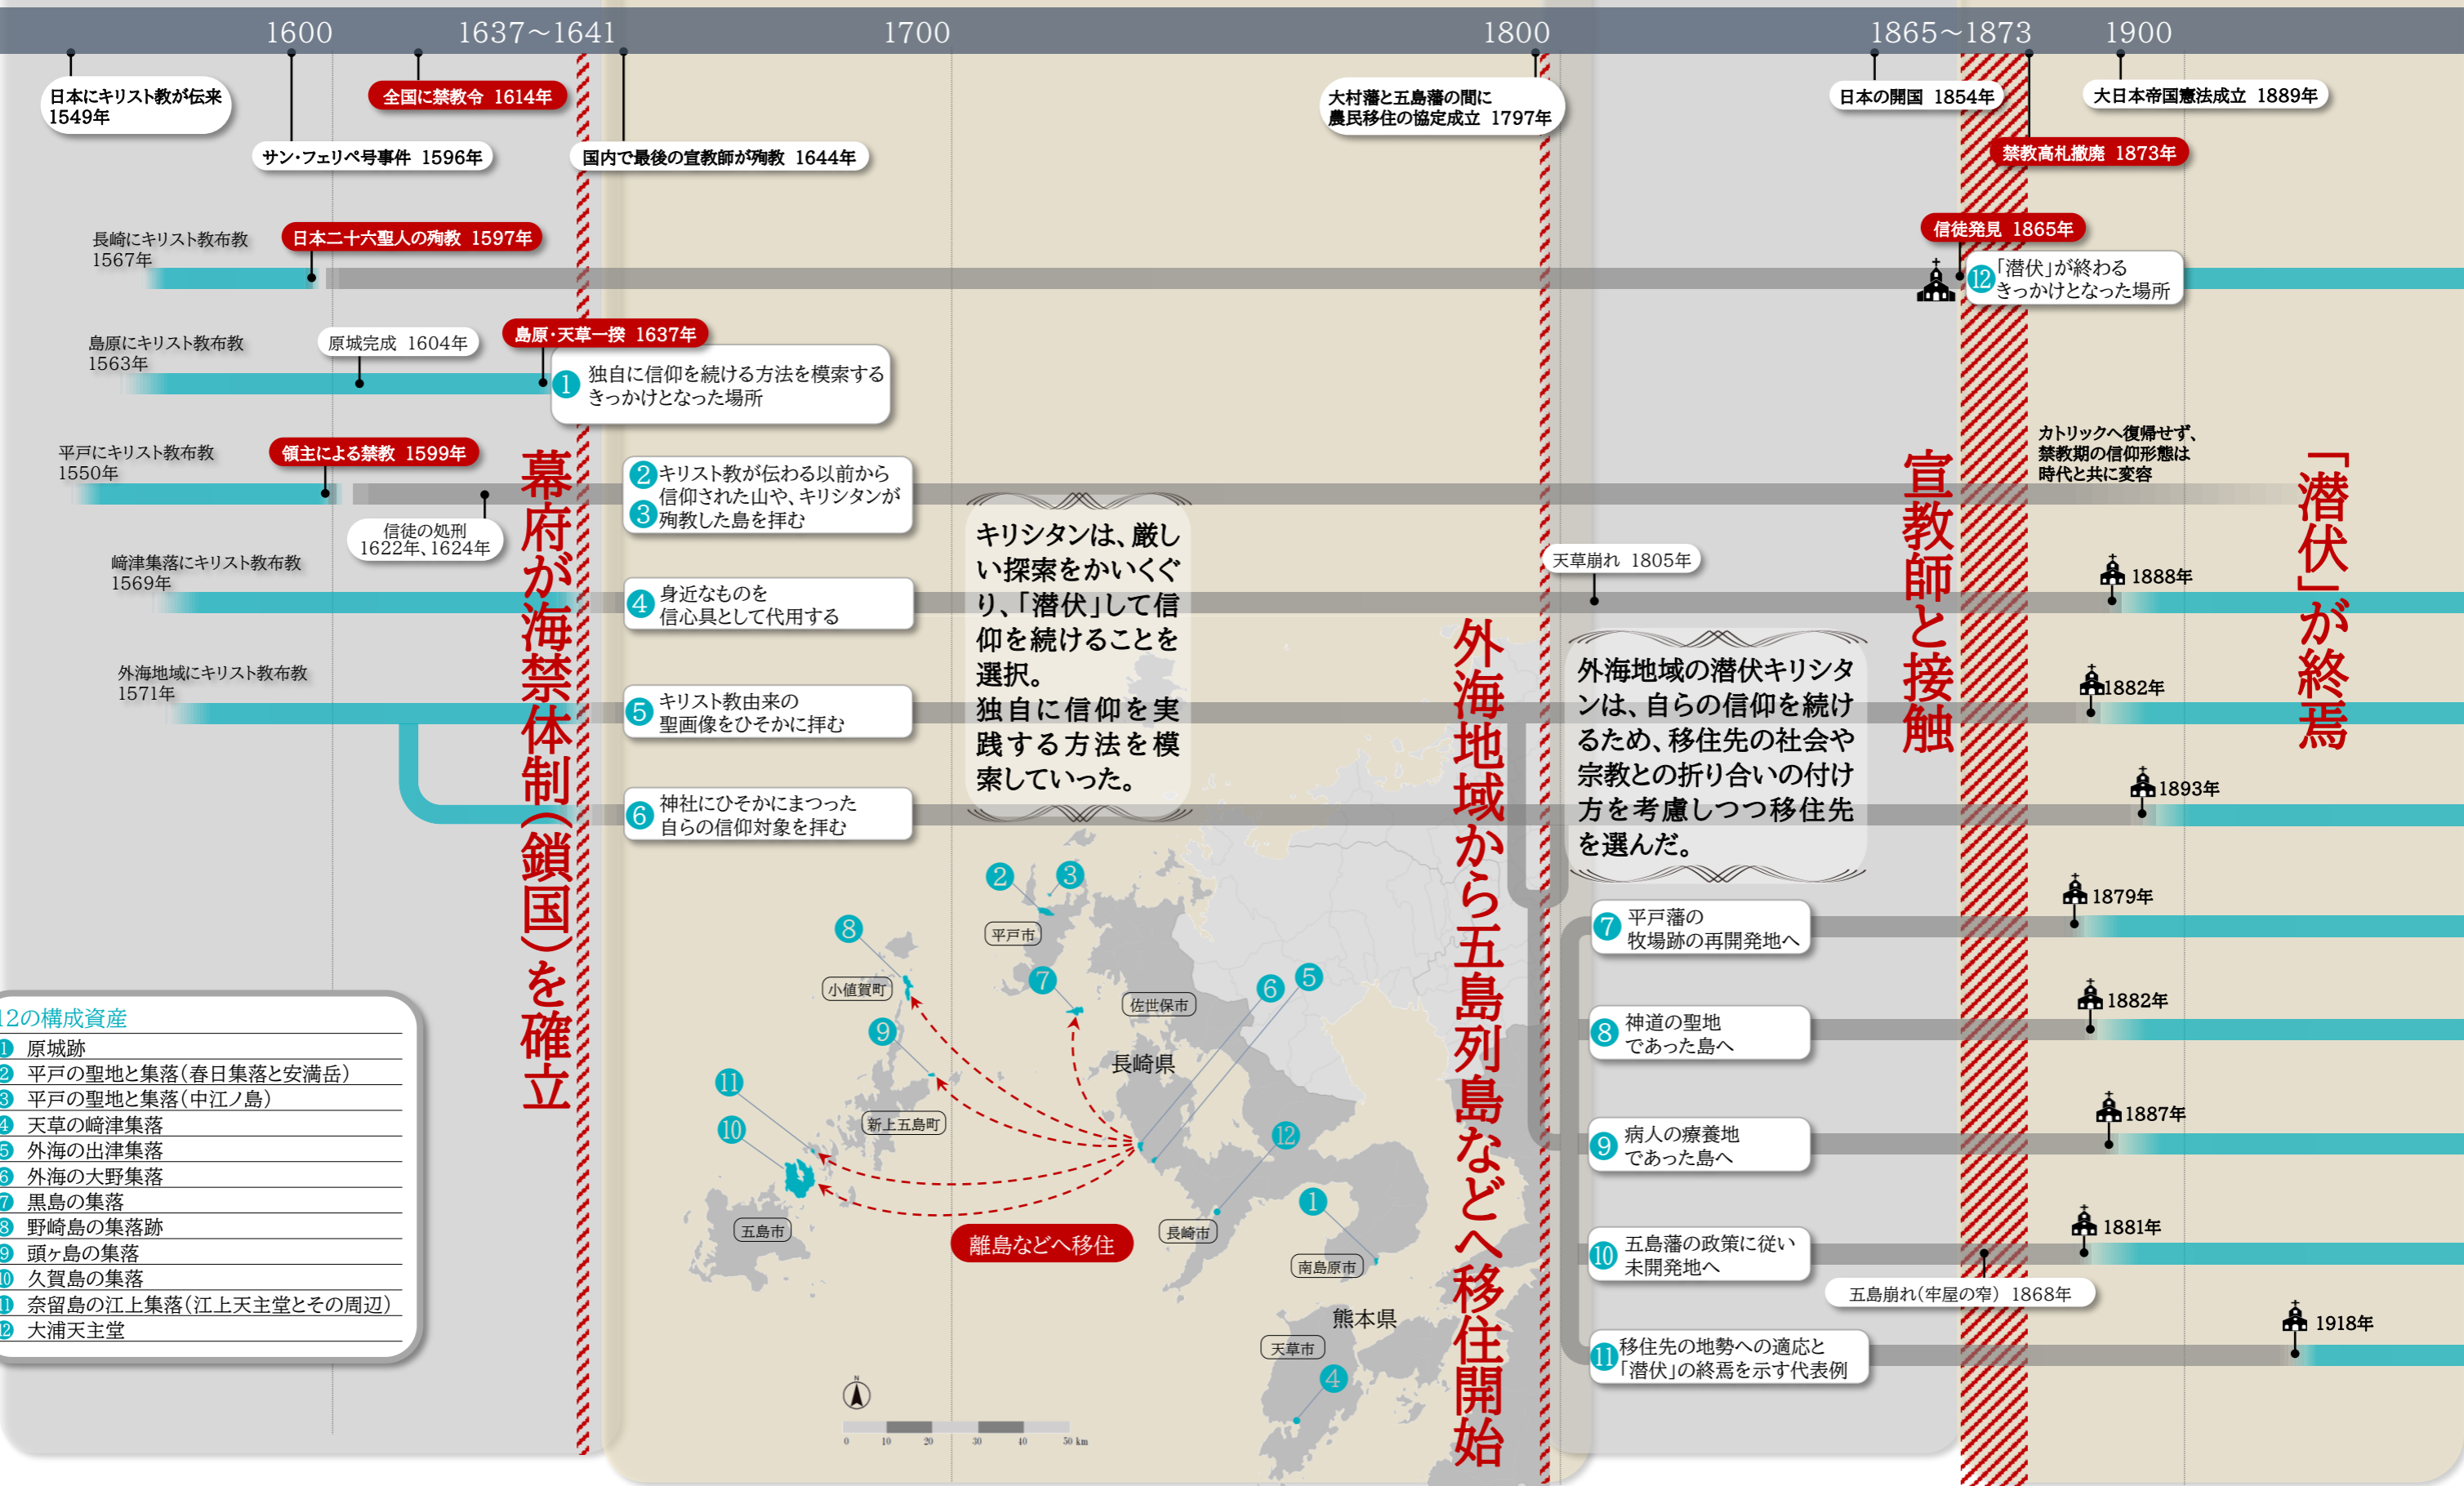 1600
1637～1641
1700
1800
1865～1873
1900
日本にキリスト教が伝来
1549年
サン・フェリペ号事件 1596年
全国に禁教令 1614年
国内で最後の宣教師が殉教 1644年
大村藩と五島藩の間に
農民移住の協定成立 1797年
日本の開国 1854年
禁教高札撤廃 1873年
大日本帝国憲法成立 1889年
長崎にキリスト教布教
1567年
日本二十六聖人の殉教 1597年
信徒発見 1865年
12
「潜伏」が終わる
きっかけとなった場所
島原にキリスト教布教
1563年
原城完成 1604年
島原・天草一揆 1637年
1
独自に信仰を続ける方法を模索する
きっかけとなった場所
平戸にキリスト教布教
1550年
領主による禁教 1599年
信徒の処刑
1622年、1624年
2
3
キリスト教が伝わる以前から
信仰された山や、キリシタンが
殉教した島を拝む
カトリックへ復帰せず、
禁教期の信仰形態は
時代と共に変容
﨑津集落にキリスト教布教
1569年
4
身近なものを
信心具として代用する
天草崩れ 1805年
1888年
外海地域にキリスト教布教
1571年
5
キリスト教由来の
聖画像をひそかに拝む
1882年
6
神社にひそかにまつった
自らの信仰対象を拝む
1893年
幕府が海禁体制(鎖国)を確立
キリシタンは、厳し
い探索をかいくぐ
り、「潜伏」して信
仰を続けることを
選択。
独自に信仰を実
践する方法を模
索していった。
外海地域から五島列島などへ移住開始
外海地域の潜伏キリシタ
ンは、自らの信仰を続け
るため、移住先の社会や
宗教との折り合いの付け
方を考慮しつつ移住先
を選んだ。
宣教師と接触
「潜伏」が終焉
7
平戸藩の
牧場跡の再開発地へ
1879年
8
神道の聖地
であった島へ
1882年
9
病人の療養地
であった島へ
1887年
10
五島藩の政策に従い
未開発地へ
五島崩れ(牢屋の窄) 1868年
1881年
11
移住先の地勢への適応と
「潜伏」の終焉を示す代表例
1918年
12の構成資産
1 原城跡
2 平戸の聖地と集落(春日集落と安満岳)
3 平戸の聖地と集落(中江ノ島)
4 天草の﨑津集落
5 外海の出津集落
6 外海の大野集落
7 黒島の集落
8 野崎島の集落跡
9 頭ヶ島の集落
10 久賀島の集落
11 奈留島の江上集落(江上天主堂とその周辺)
12 大浦天主堂
2
3
平戸市
8
小値賀町
7
佐世保市
6
5
9
長崎県
11
新上五島町
10
12
五島市
離島などへ移住
長崎市
1
南島原市
熊本県
天草市
4
N
0 10 20 30 40 50 km